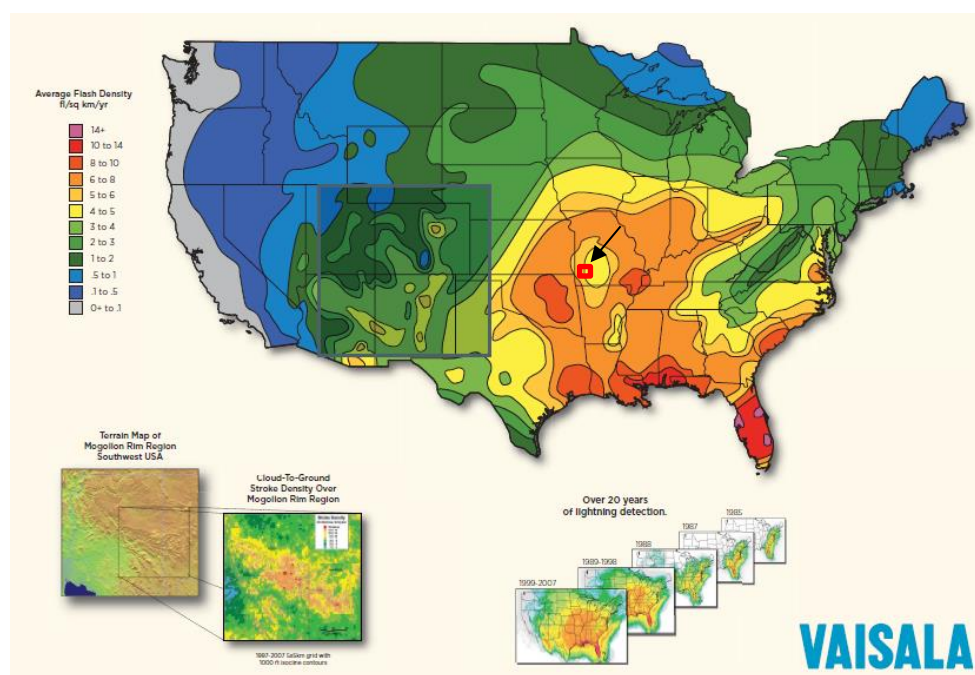 Average Flash Density
fl/sq km/yr
14+
10 to 14
8 to 10
6 to 8
5 to 6
4 to 5
3 to 4
2 to 3
1 to 2
.5 to 1
.1 to .5
0+ to .1
Terrain Map of
Mogollon Rim Region
Southwest USA
Cloud-To-Ground
Stroke Density Over
Mogollon Rim Region
1997-2007 5x5km grid with
1000 ft isocline contours
Over 20 years
of lightning detection.
1985
1987
1988
1989-1998
1999-2007
VAISALA